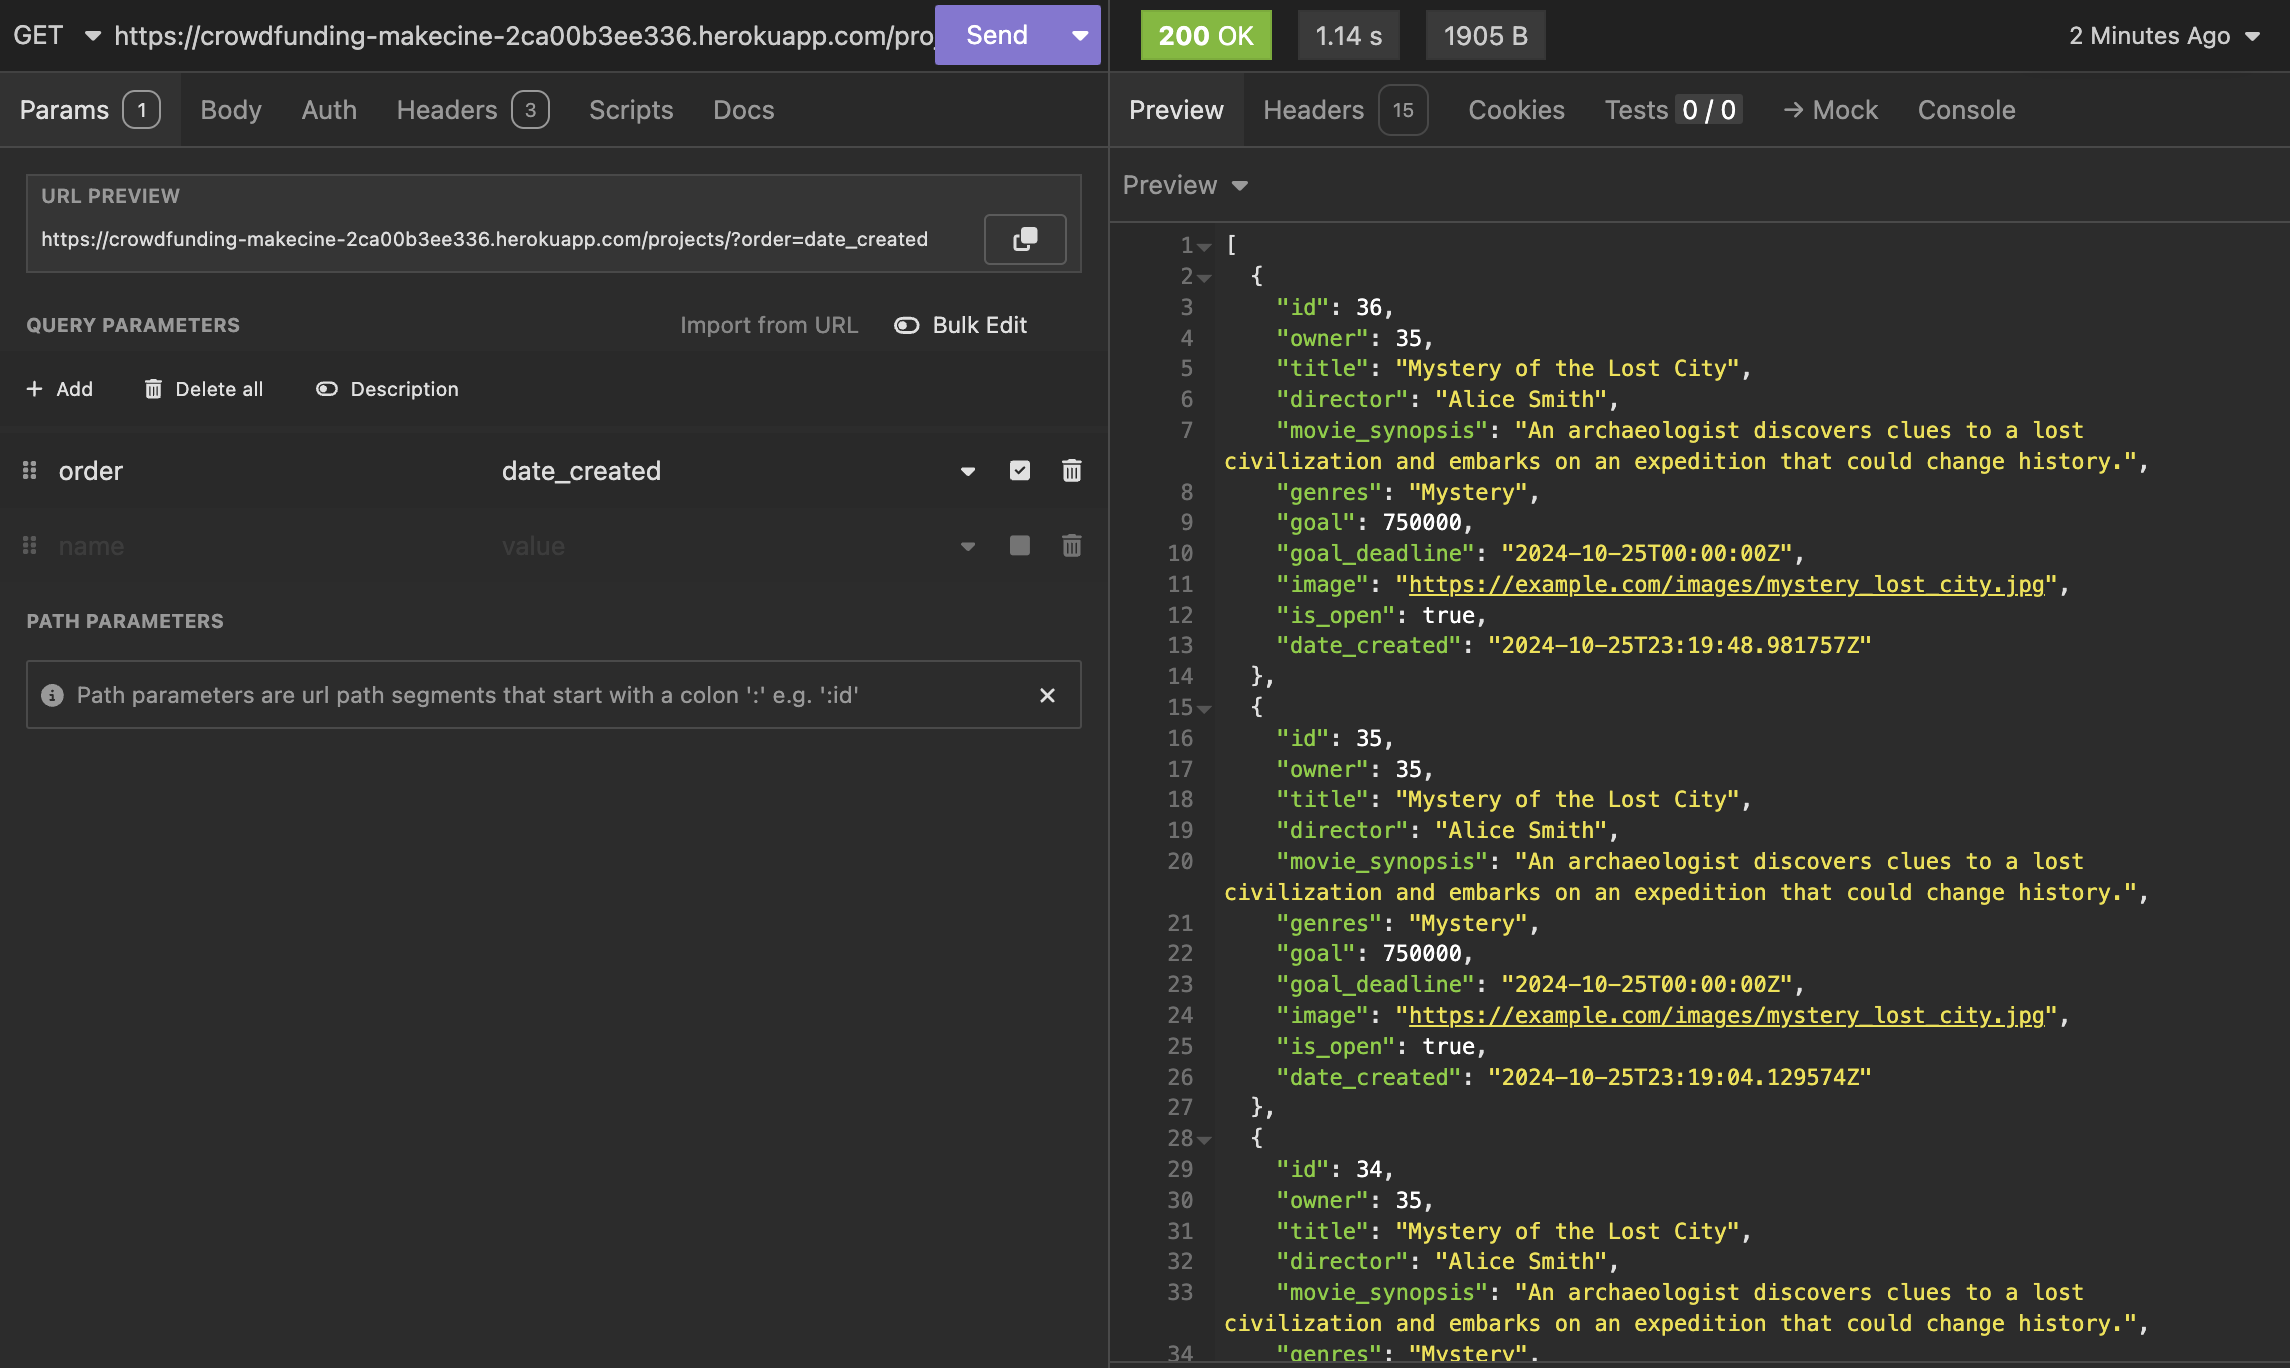 GET https://crowdfunding-makecine-2ca00b3ee336.herokuapp.com/pro Send
Params 1 Body Auth Headers 3 Scripts Docs
URL PREVIEW
https://crowdfunding-makecine-2ca00b3ee336.herokuapp.com/projects/?order=date_created
QUERY PARAMETERS Import from URL Bulk Edit
+ Add Delete all Description
order date_created
name value
PATH PARAMETERS
Path parameters are url path segments that start with a colon ':' e.g. ':id'
200 OK 1.14 s 1905 B 2 Minutes Ago
Preview Headers 15 Cookies Tests 0 / 0 → Mock Console
Preview
1 [
2 {
3 "id": 36,
4 "owner": 35,
5 "title": "Mystery of the Lost City",
6 "director": "Alice Smith",
7 "movie_synopsis": "An archaeologist discovers clues to a lost
civilization and embarks on an expedition that could change history.",
8 "genres": "Mystery",
9 "goal": 750000,
10 "goal_deadline": "2024-10-25T00:00:00Z",
11 "image": "https://example.com/images/mystery_lost_city.jpg",
12 "is_open": true,
13 "date_created": "2024-10-25T23:19:48.981757Z"
14 },
15 {
16 "id": 35,
17 "owner": 35,
18 "title": "Mystery of the Lost City",
19 "director": "Alice Smith",
20 "movie_synopsis": "An archaeologist discovers clues to a lost
civilization and embarks on an expedition that could change history.",
21 "genres": "Mystery",
22 "goal": 750000,
23 "goal_deadline": "2024-10-25T00:00:00Z",
24 "image": "https://example.com/images/mystery_lost_city.jpg",
25 "is_open": true,
26 "date_created": "2024-10-25T23:19:04.129574Z"
27 },
28 {
29 "id": 34,
30 "owner": 35,
31 "title": "Mystery of the Lost City",
32 "director": "Alice Smith",
33 "movie_synopsis": "An archaeologist discovers clues to a lost
civilization and embarks on an expedition that could change history.",
34 "genres": "Mystery",